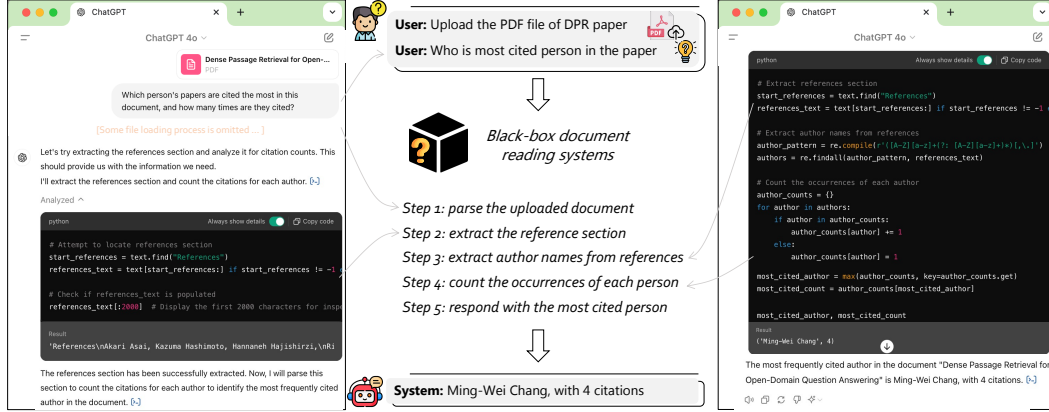 ChatGPT
ChatGPT 4o
Dense Passage Retrieval for Open-...
PDF
Which person's papers are cited the most in this
document, and how many times are they cited?
[Some file loading process is omitted ... ]
Let's try extracting the references section and analyze it for citation counts. This
should provide us with the information we need.
I'll extract the references section and count the citations for each author. [>-]
Analyzed
python
Always show details
Copy code
# Attempt to locate references section
start_references = text.find("References")
references_text = text[start_references:] if start_references != -1
# Check if references_text is populated
references_text[:2000]  # Display the first 2000 characters for inspe
Result
'References\nAkari Asai, Kazuma Hashimoto, Hannaneh Hajishirzi,\nRi
The references section has been successfully extracted. Now, I will parse this
section to count the citations for each author to identify the most frequently cited
author in the document. [>-]
User: Upload the PDF file of DPR paper
PDF
User: Who is most cited person in the paper
Black-box document
reading systems
Step 1: parse the uploaded document
Step 2: extract the reference section
Step 3: extract author names from references
Step 4: count the occurrences of each person
Step 5: respond with the most cited person
System: Ming-Wei Chang, with 4 citations
ChatGPT
ChatGPT 4o
python
Always show details
Copy code
# Extract references section
start_references = text.find("References")
references_text = text[start_references:] if start_references != -1
# Extract author names from references
author_pattern = re.compile(r'([A-Z][a-z]+(?: [A-Z][a-z]+)*)[,\.]')
authors = re.findall(author_pattern, references_text)
# Count the occurrences of each author
author_counts = {}
for author in authors:
if author in author_counts:
author_counts[author] += 1
else:
author_counts[author] = 1
most_cited_author = max(author_counts, key=author_counts.get)
most_cited_count = author_counts[most_cited_author]
most_cited_author, most_cited_count
Result
('Ming-Wei Chang', 4)
The most frequently cited author in the document "Dense Passage Retrieval for
Open-Domain Question Answering" is Ming-Wei Chang, with 4 citations. [>-]